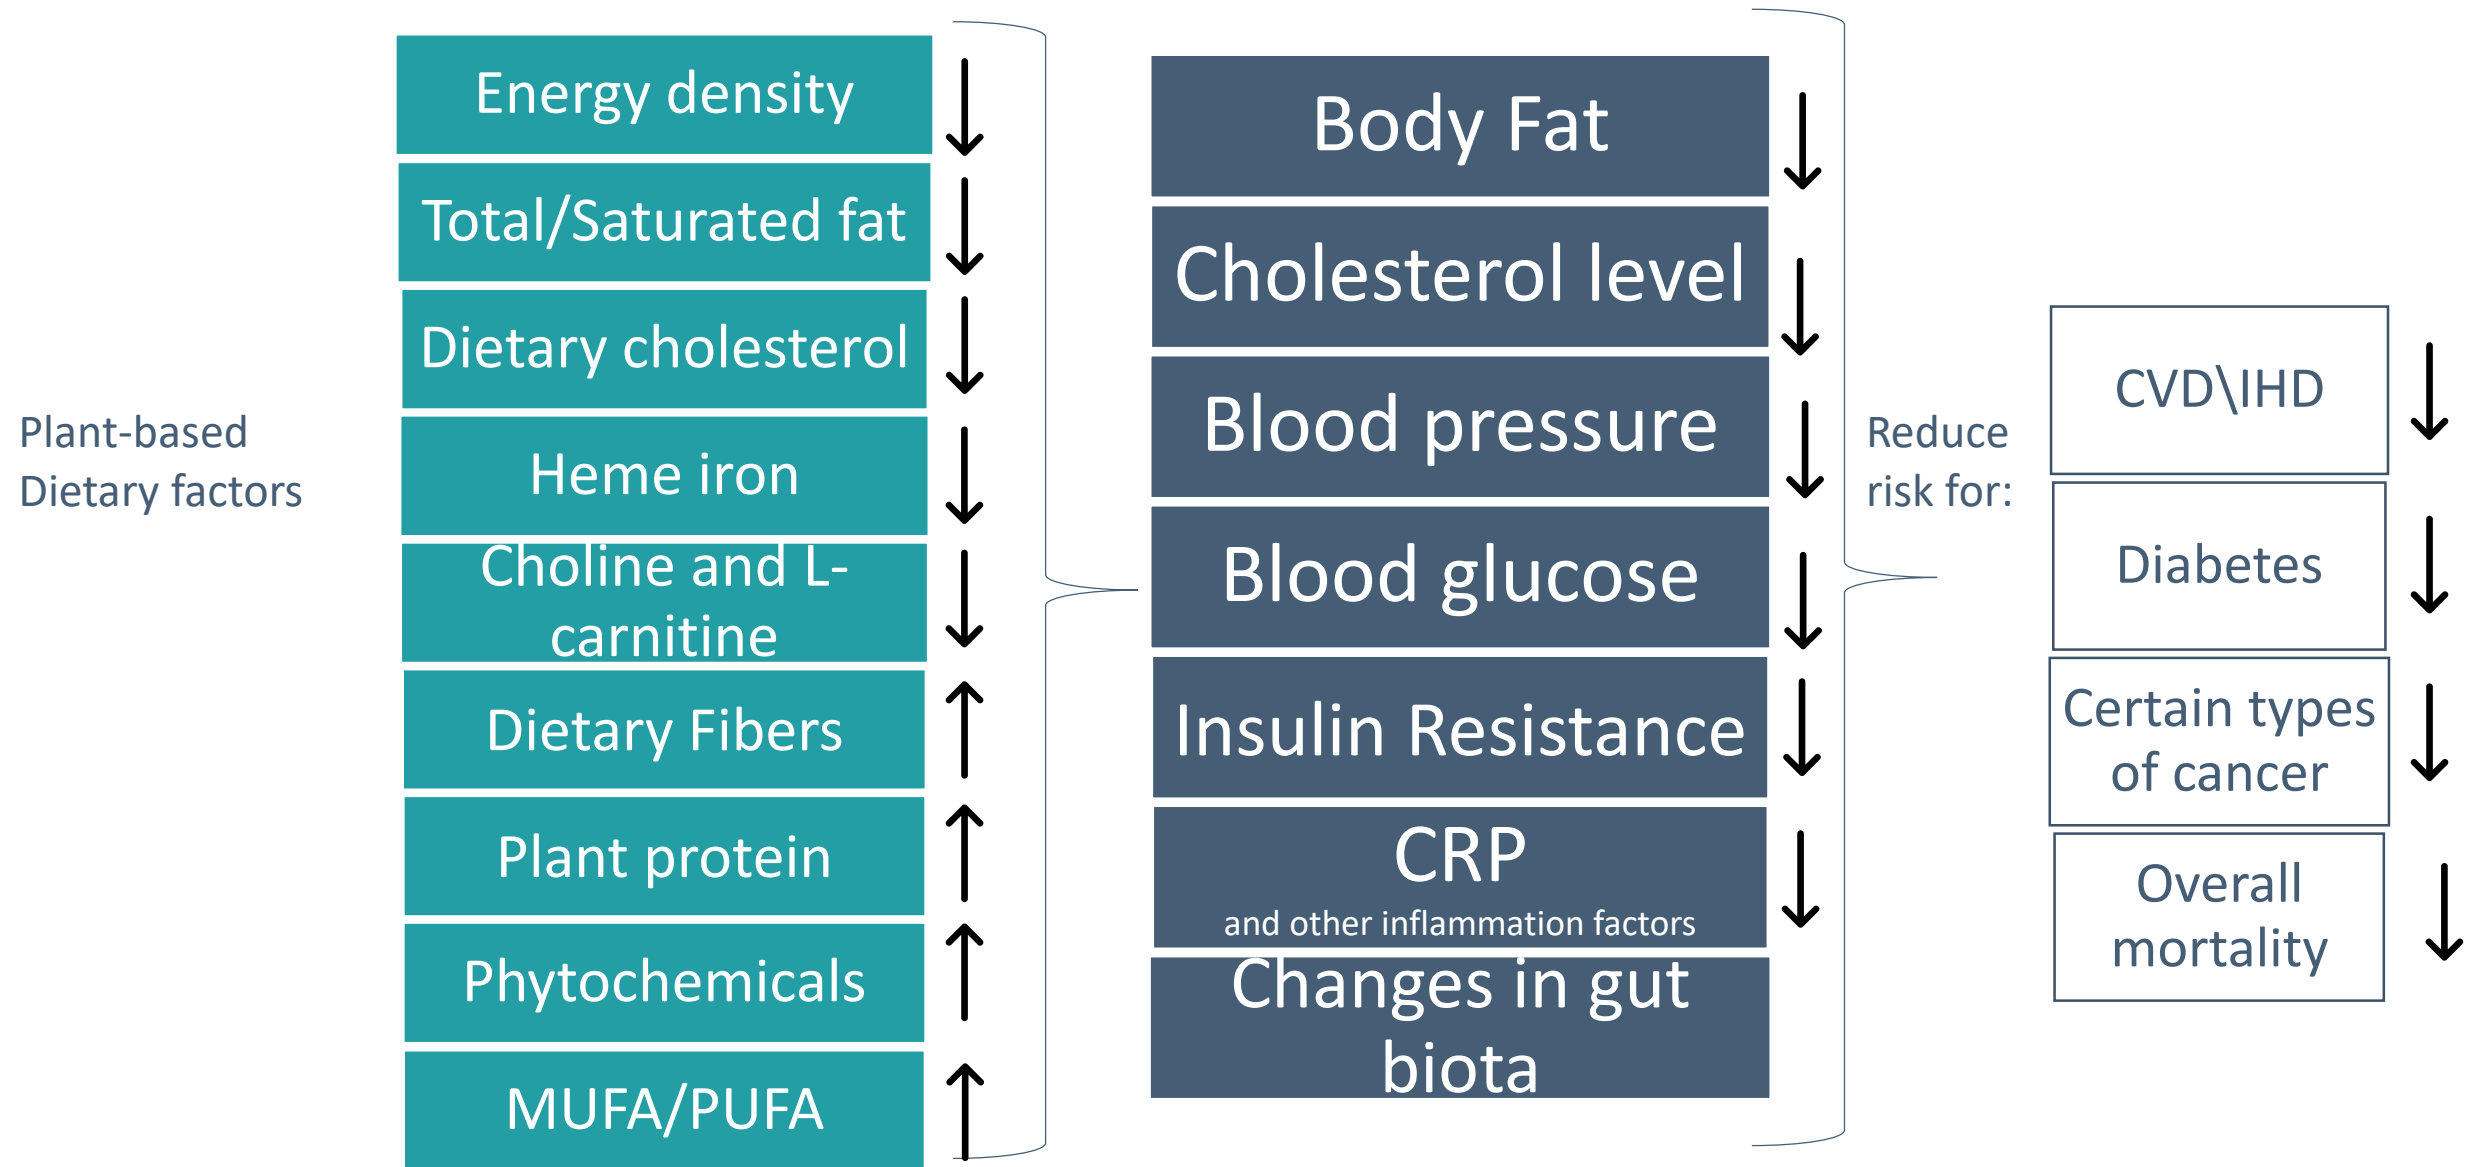 Plant-based
Dietary factors
Energy density
Total/Saturated fat
Dietary cholesterol
Heme iron
Choline and L-
carnitine
Dietary Fibers
Plant protein
Phytochemicals
MUFA/PUFA
Body Fat
Cholesterol level
Blood pressure
Blood glucose
Insulin Resistance
CRP
and other inflammation factors
Changes in gut
biota
Reduce
risk for:
CVD\IHD
Diabetes
Certain types
of cancer
Overall
mortality